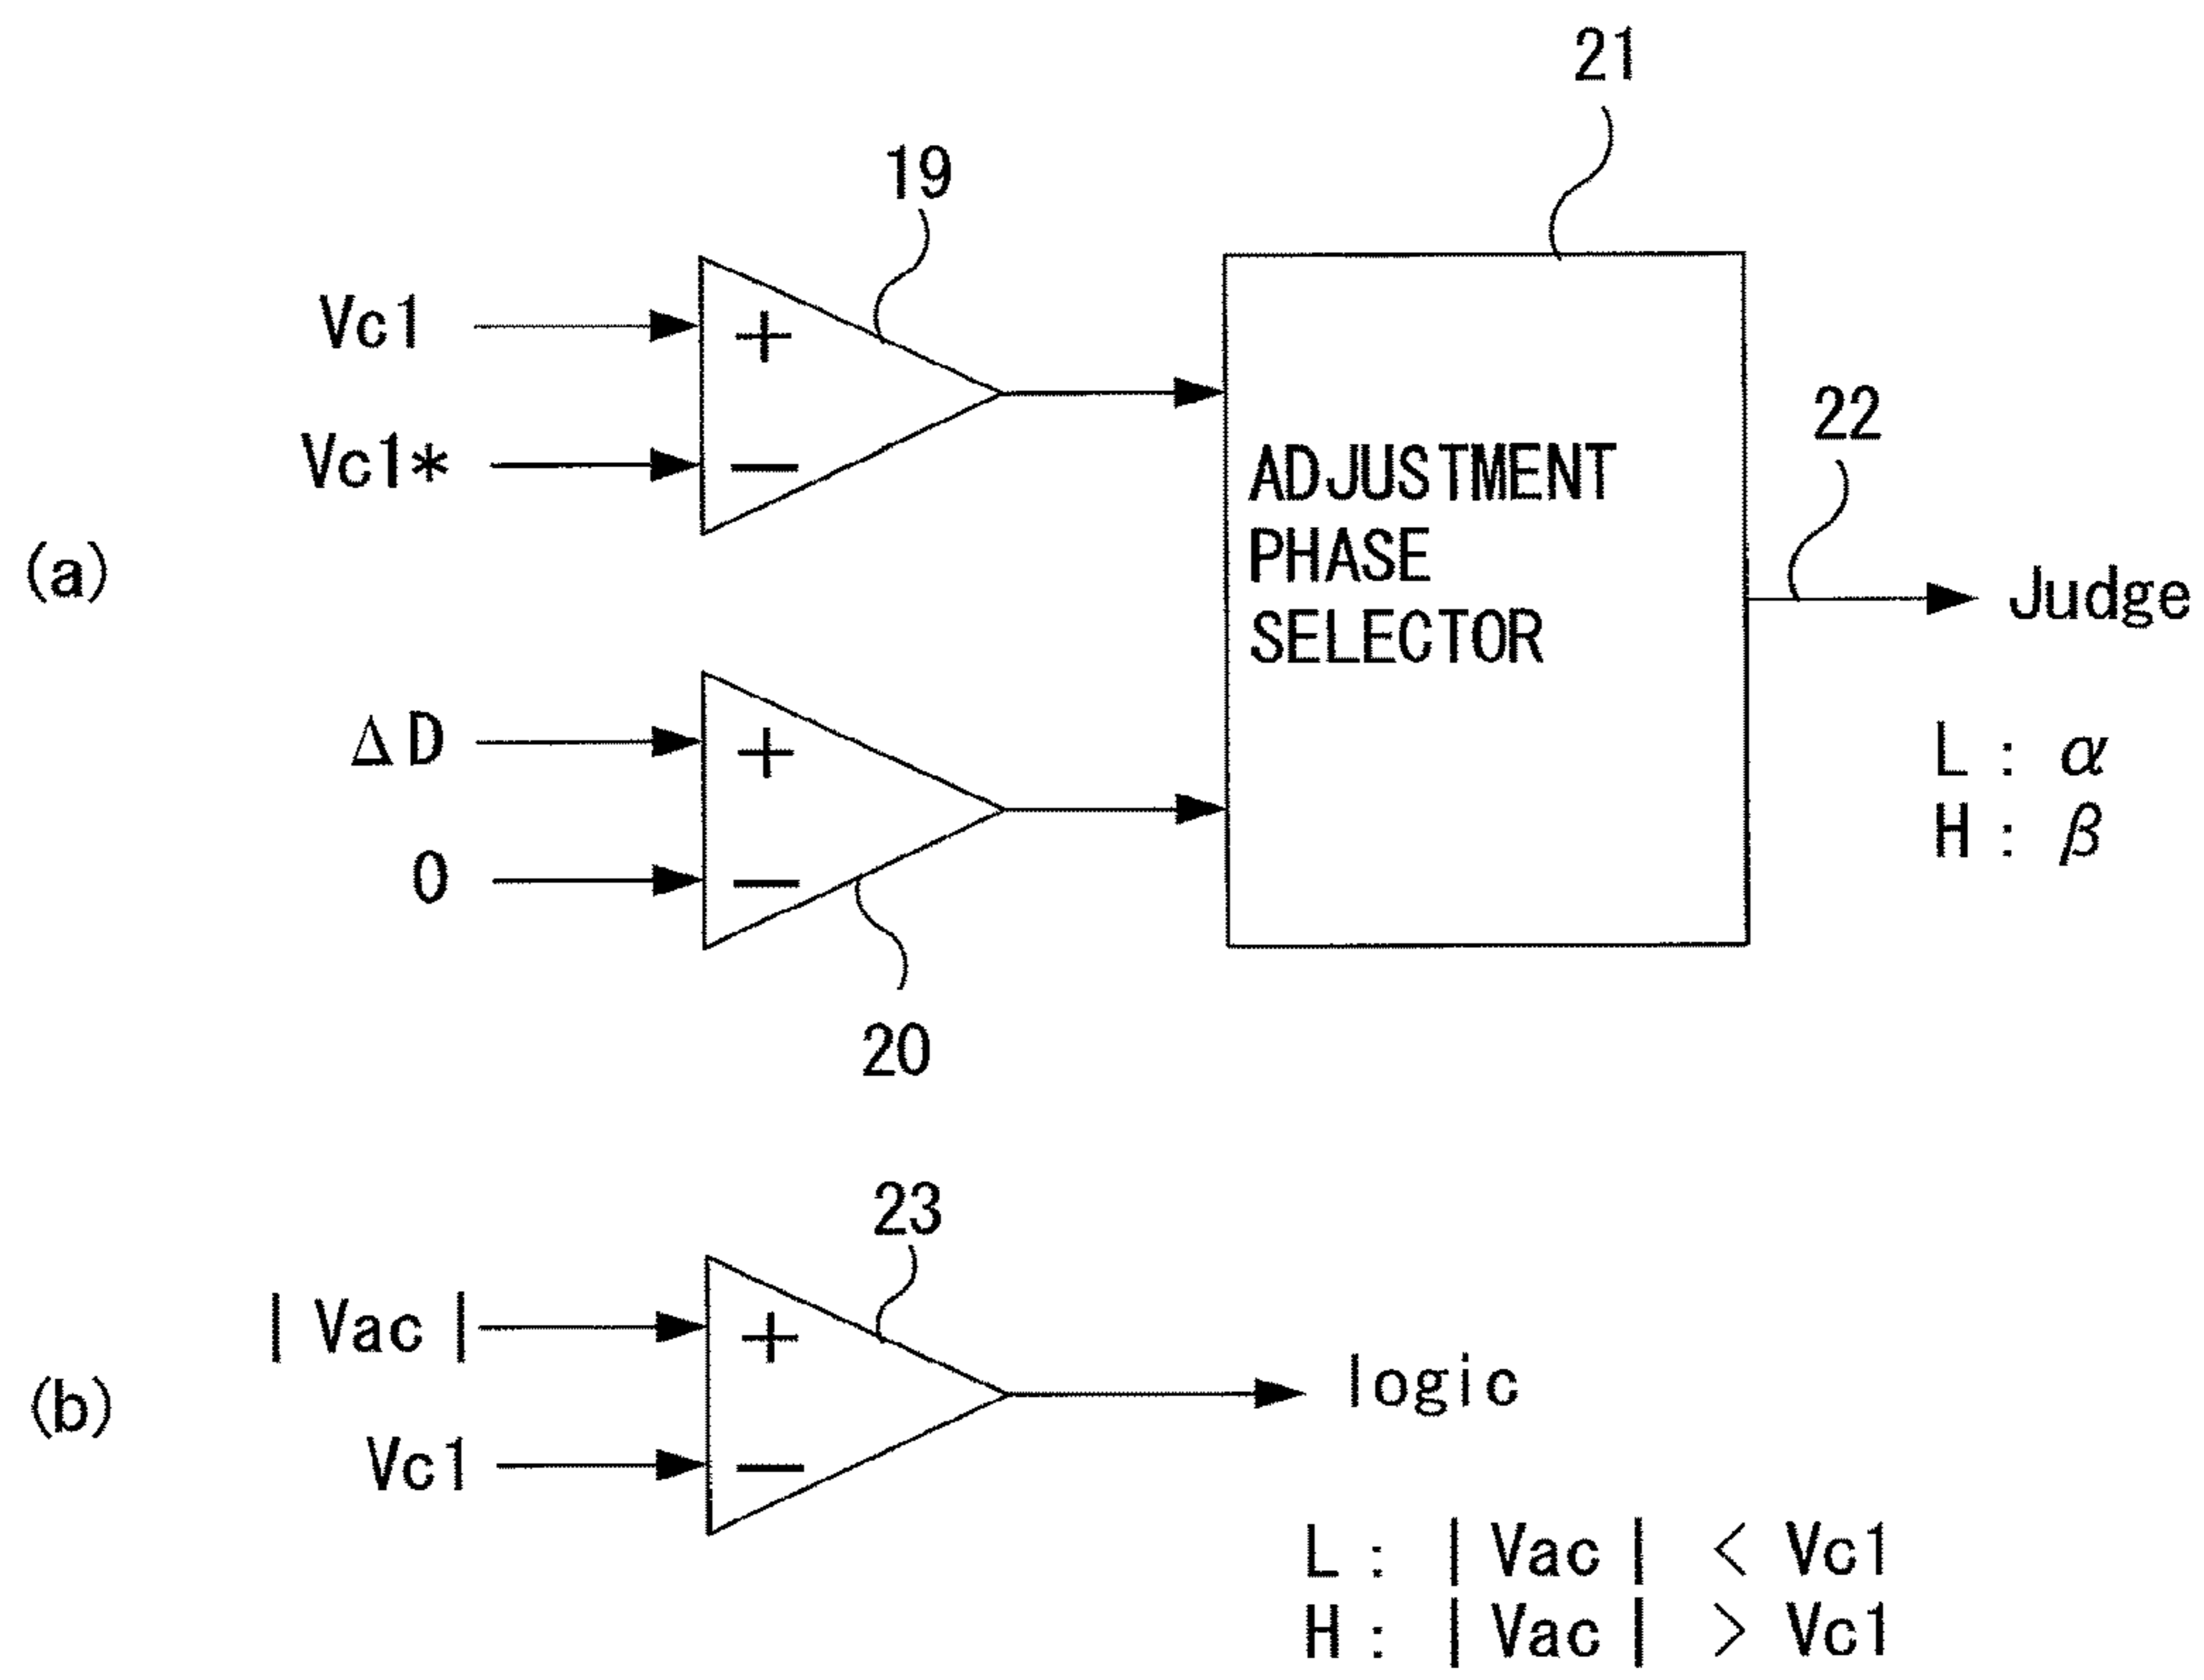 21
19
Vc1
+
Vc1*
−
(a)
ADJUSTMENT
PHASE
SELECTOR
22
Judge
L : α
H : β
ΔD
+
0
−
20
23
| Vac |
+
(b)
Vc1
−
logic
L : | Vac | < Vc1
H : | Vac | > Vc1